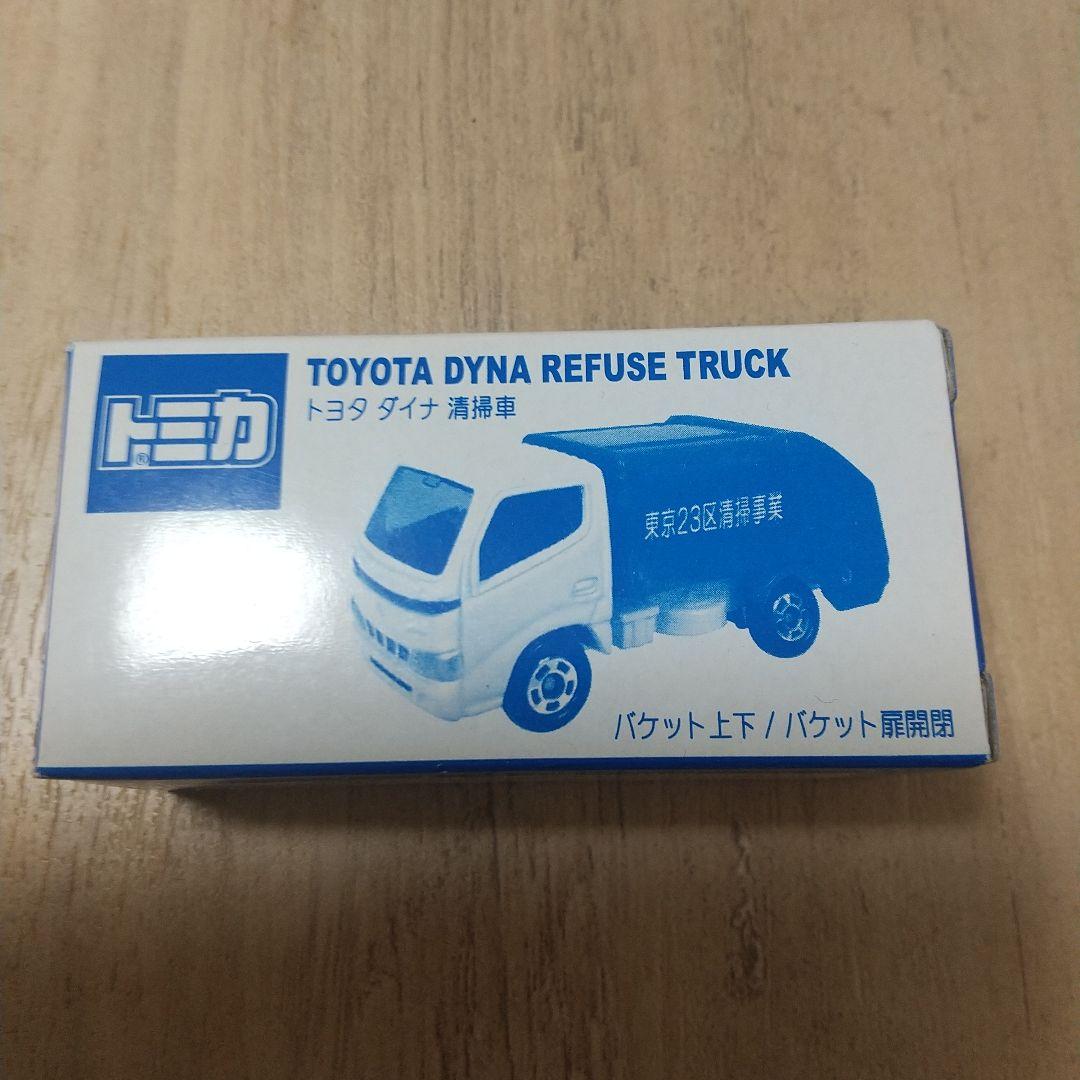 トミカ®
TOYOTA DYNA REFUSE TRUCK
トヨタ ダイナ 清掃車
東京23区清掃事業
バケット上下 / バケット扉開閉